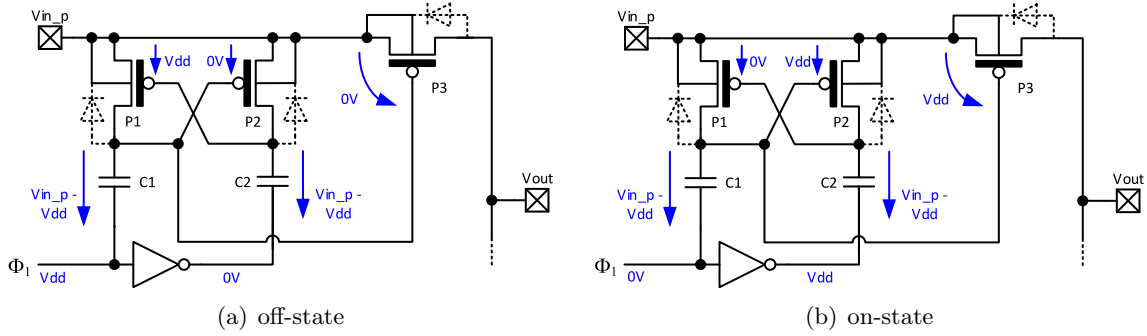 Vin_p
Vdd
0V
P3
0V
P1
P2
C1
C2
Vin_p -
Vdd
Vin_p -
Vdd
Vout
Φ1
Vdd
0V
(a) off-state
Vin_p
0V
Vdd
P3
Vdd
P1
P2
C1
C2
Vin_p -
Vdd
Vin_p -
Vdd
Vout
Φ1
0V
Vdd
(b) on-state